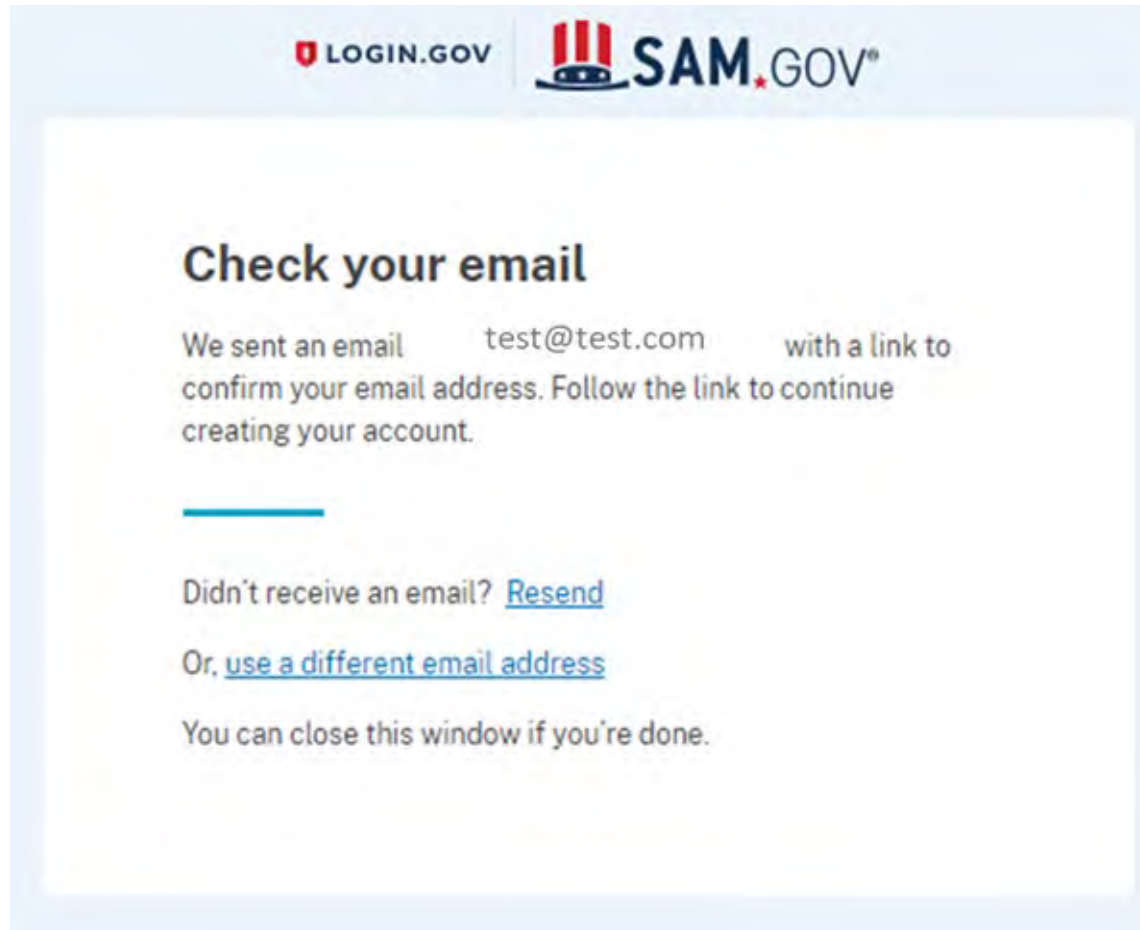 LOGIN.GOV SAM.GOV®
Check your email
We sent an email test@test.com with a link to
confirm your email address. Follow the link to continue
creating your account.
Didn't receive an email? Resend
Or, use a different email address
You can close this window if you're done.